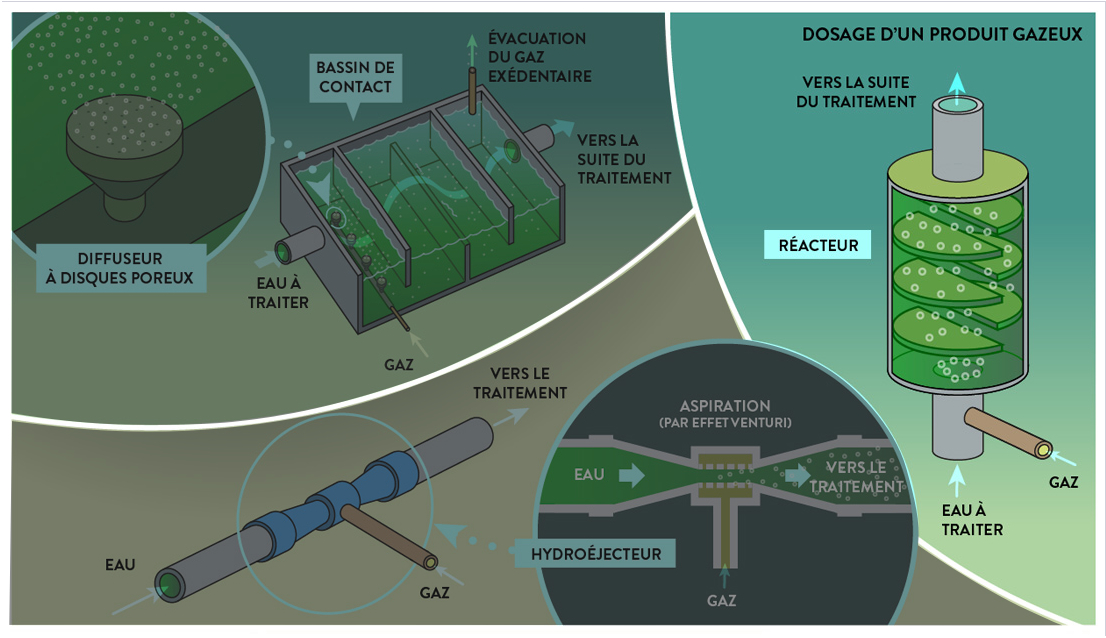 DOSAGE D'UN PRODUIT GAZEUX
ÉVACUATION
DU GAZ
EXÉDENTAIRE
BASSIN DE
CONTACT
VERS LA
SUITE DU
TRAITEMENT
DIFFUSEUR
À DISQUES POREUX
EAU À
TRAITER
GAZ
VERS LA SUITE
DU TRAITEMENT
RÉACTEUR
GAZ
EAU À
TRAITER
VERS LE
TRAITEMENT
EAU
GAZ
HYDROÉJECTEUR
ASPIRATION
(PAR EFFET VENTURI)
EAU
VERS LE
TRAITEMENT
GAZ